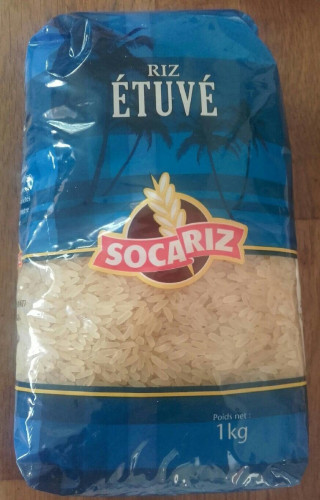 RIZ
ÉTUVÉ
SOCARIZ
Poids net :
1kg